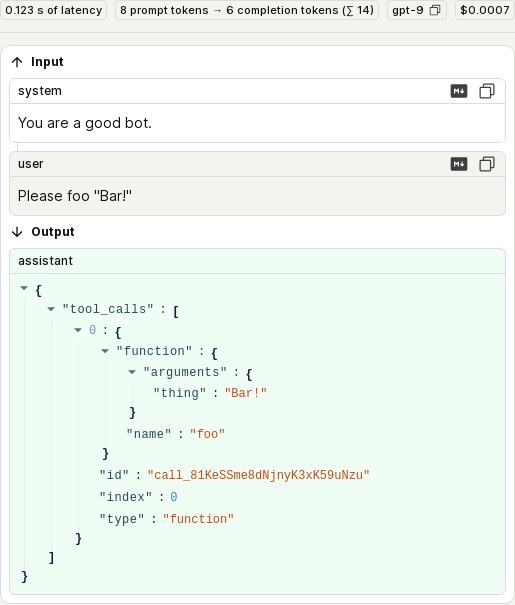 0.123 s of latency 8 prompt tokens → 6 completion tokens (∑ 14) gpt-9 $0.0007
Input
system
You are a good bot.
user
Please foo "Bar!"
Output
assistant
{
"tool_calls" : [
0 : {
"function" : {
"arguments" : {
"thing" : "Bar!"
}
"name" : "foo"
}
"id" : "call_81KeSSme8dNjnyK3xK59uNzu"
"index" : 0
"type" : "function"
}
]
}